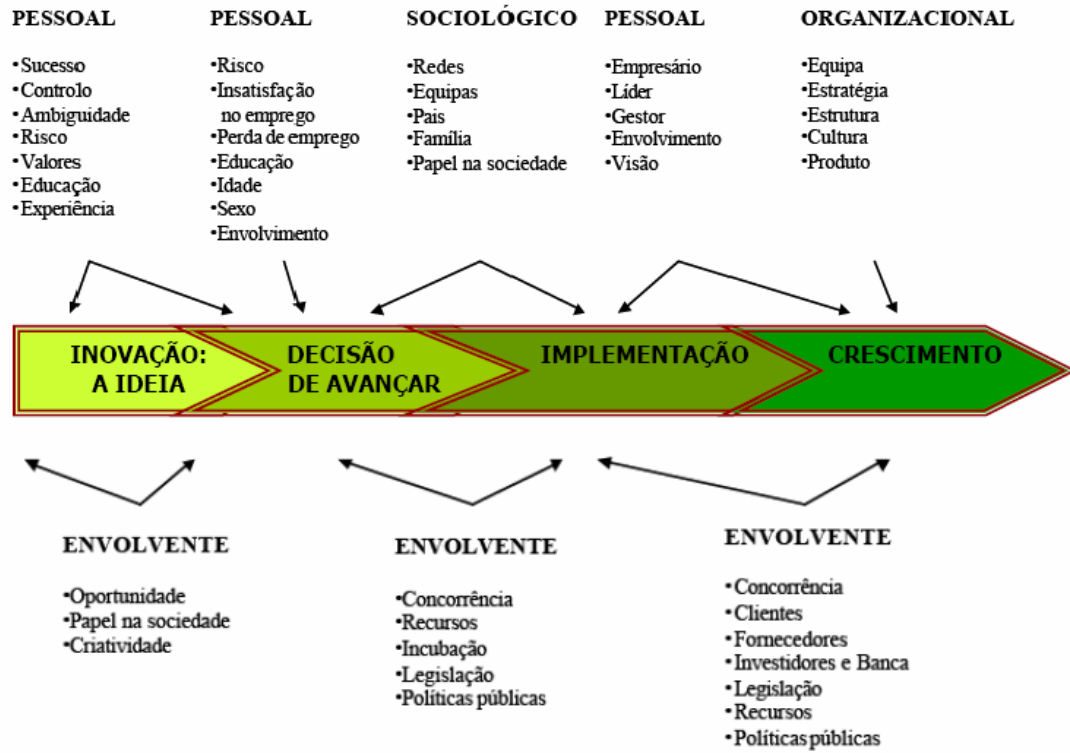 PESSOAL
•Sucesso
•Controlo
•Ambiguidade
•Risco
•Valores
•Educação
•Experiência
PESSOAL
•Risco
•Insatisfação
no emprego
•Perda de emprego
•Educação
•Idade
•Sexo
•Envolvimento
SOCIOLÓGICO
•Redes
•Equipas
•Pais
•Família
•Papel na sociedade
PESSOAL
•Empresário
•Líder
•Gestor
•Envolvimento
•Visão
ORGANIZACIONAL
•Equipa
•Estratégia
•Estrutura
•Cultura
•Produto
INOVAÇÃO:
A IDEIA
DECISÃO
DE AVANÇAR
IMPLEMENTAÇÃO
CRESCIMENTO
ENVOLVENTE
•Oportunidade
•Papel na sociedade
•Criatividade
ENVOLVENTE
•Concorrência
•Recursos
•Incubação
•Legislação
•Políticas públicas
ENVOLVENTE
•Concorrência
•Clientes
•Fornecedores
•Investidores e Banca
•Legislação
•Recursos
•Políticas públicas